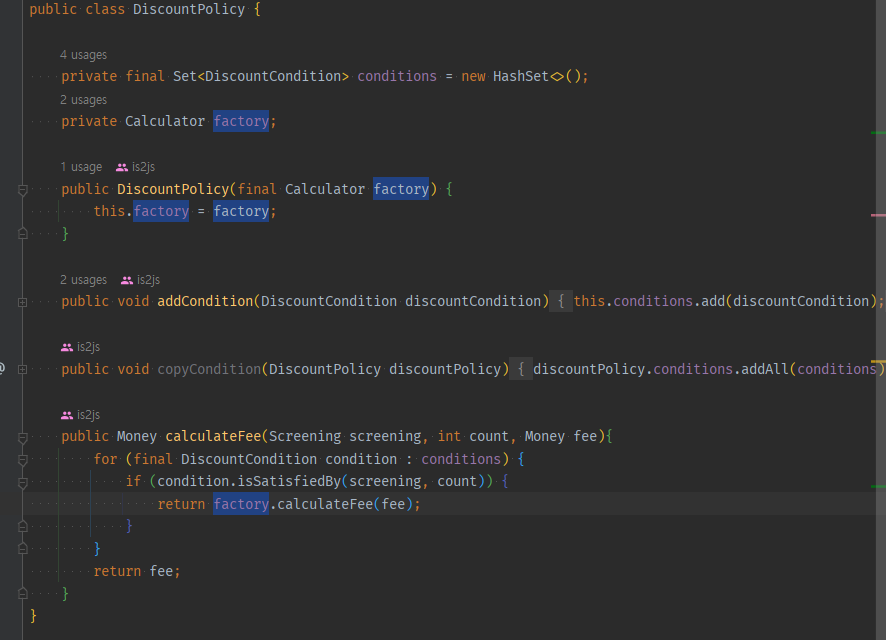 public class DiscountPolicy {
4 usages
private final Set<DiscountCondition> conditions = new HashSet<>();
2 usages
private Calculator factory;
1 usage is2js
public DiscountPolicy(final Calculator factory) {
this.factory = factory;
}
2 usages is2js
public void addCondition(DiscountCondition discountCondition) { this.conditions.add(discountCondition);
is2js
@ public void copyCondition(DiscountPolicy discountPolicy) { discountPolicy.conditions.addAll(conditions)
is2js
public Money calculateFee(Screening screening, int count, Money fee){
for (final DiscountCondition condition : conditions) {
if (condition.isSatisfiedBy(screening, count)) {
return factory.calculateFee(fee);
}
}
return fee;
}
}